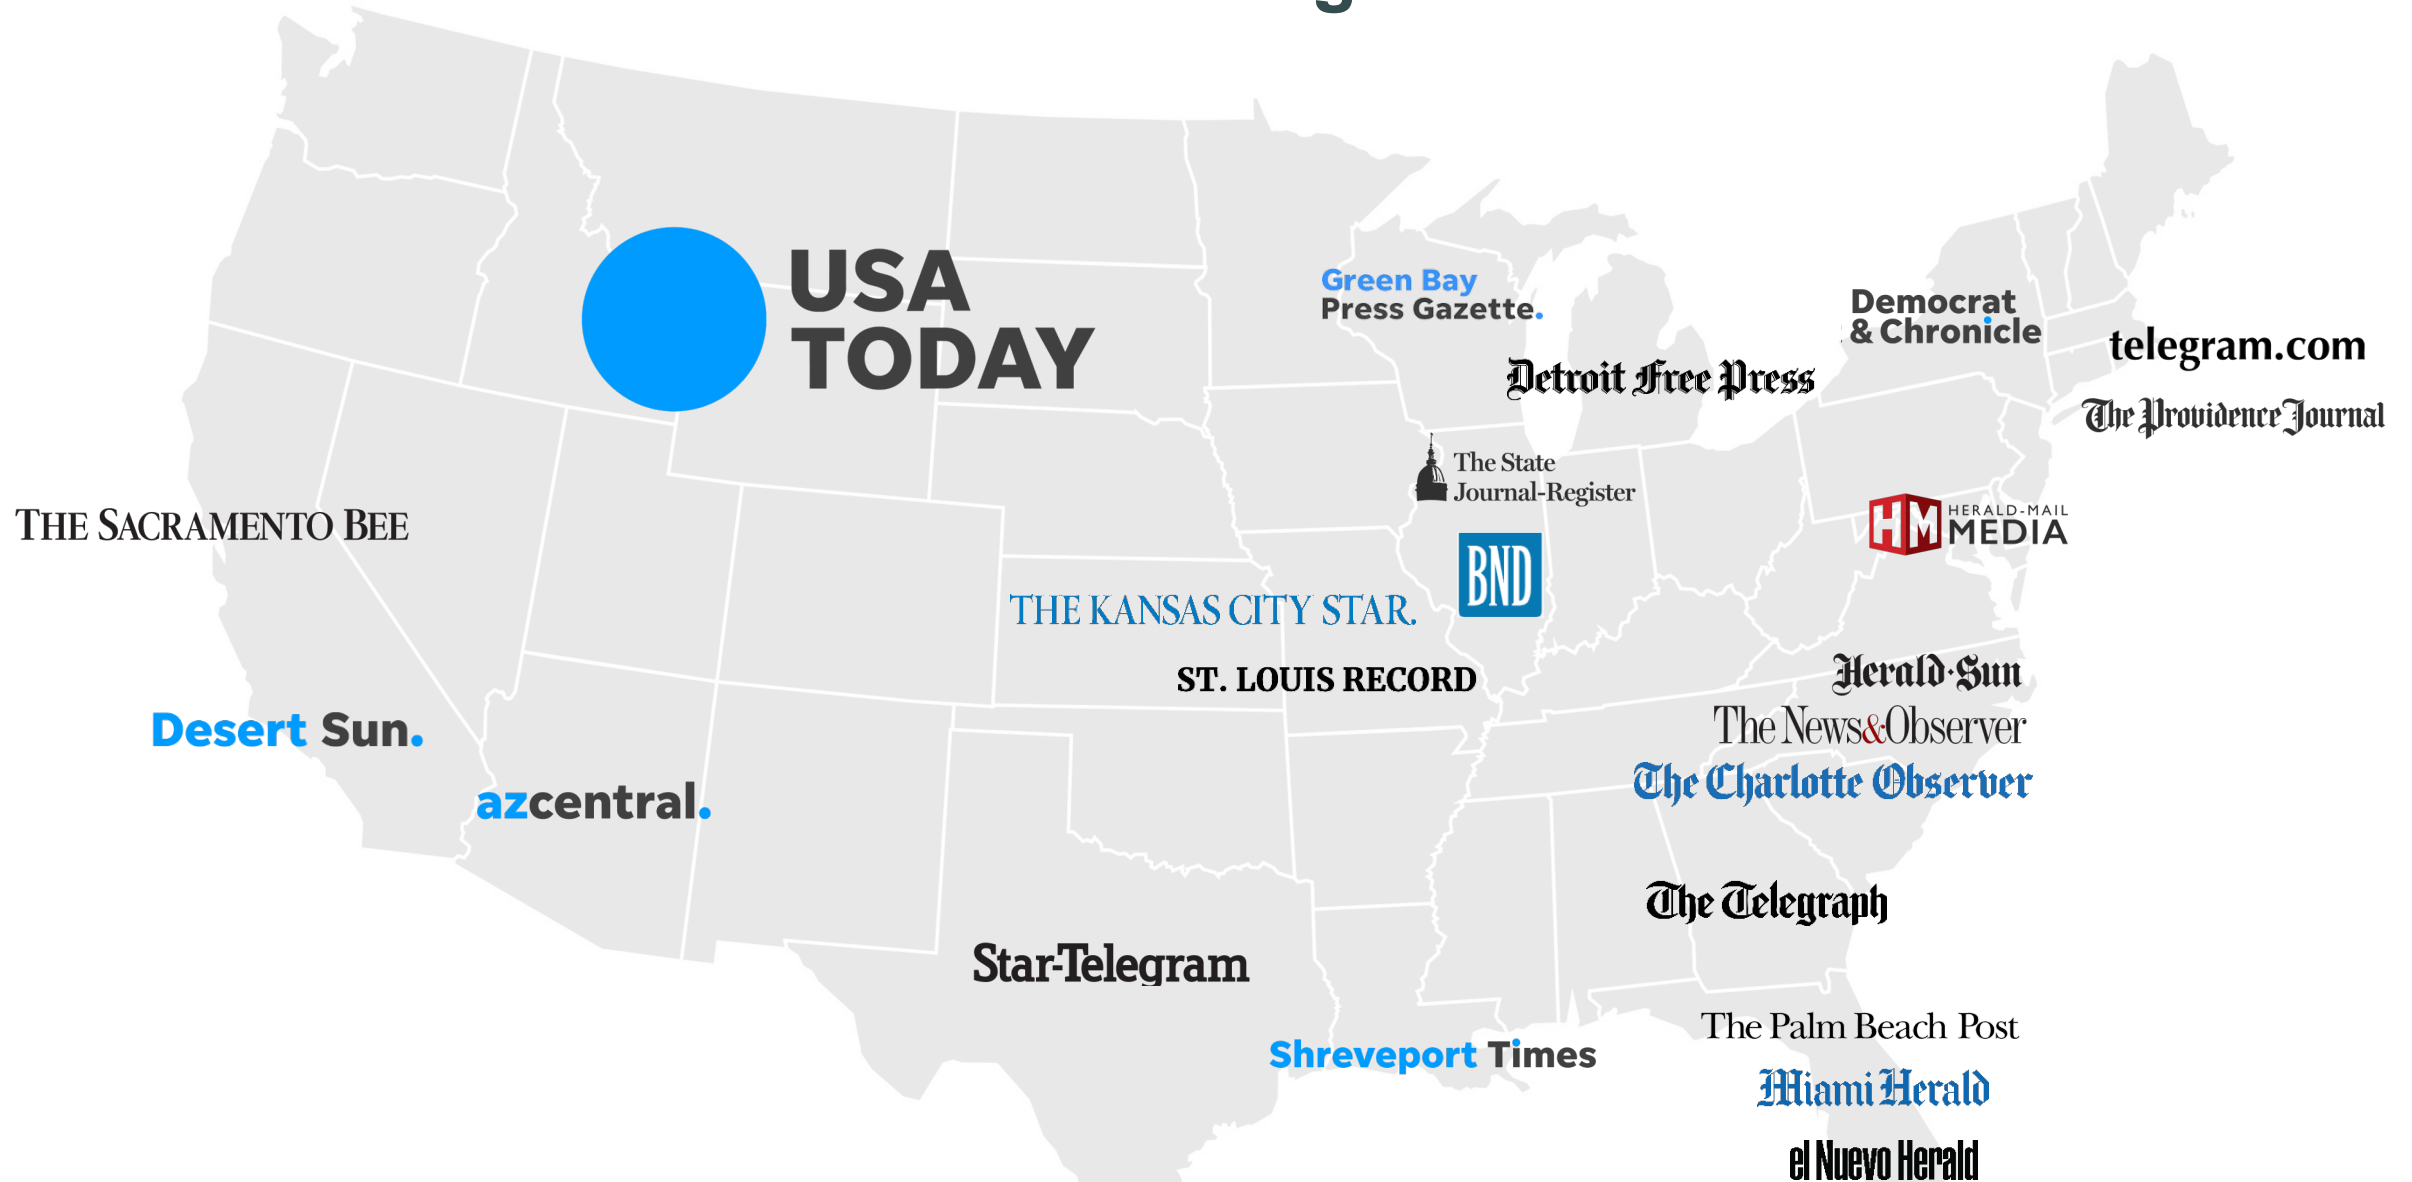 g
USA
TODAY
Green Bay
Press Gazette.
Democrat
& Chronicle
telegram.com
Detroit Free Press
The Providence Journal
The State
Journal-Register
THE SACRAMENTO BEE
HM
HERALD-MAIL
MEDIA
BND
THE KANSAS CITY STAR.
Herald·Sun
ST. LOUIS RECORD
The News&Observer
Desert Sun.
The Charlotte Observer
azcentral.
The Telegraph
Star-Telegram
The Palm Beach Post
Shreveport Times
Miami Herald
el Nuevo Herald